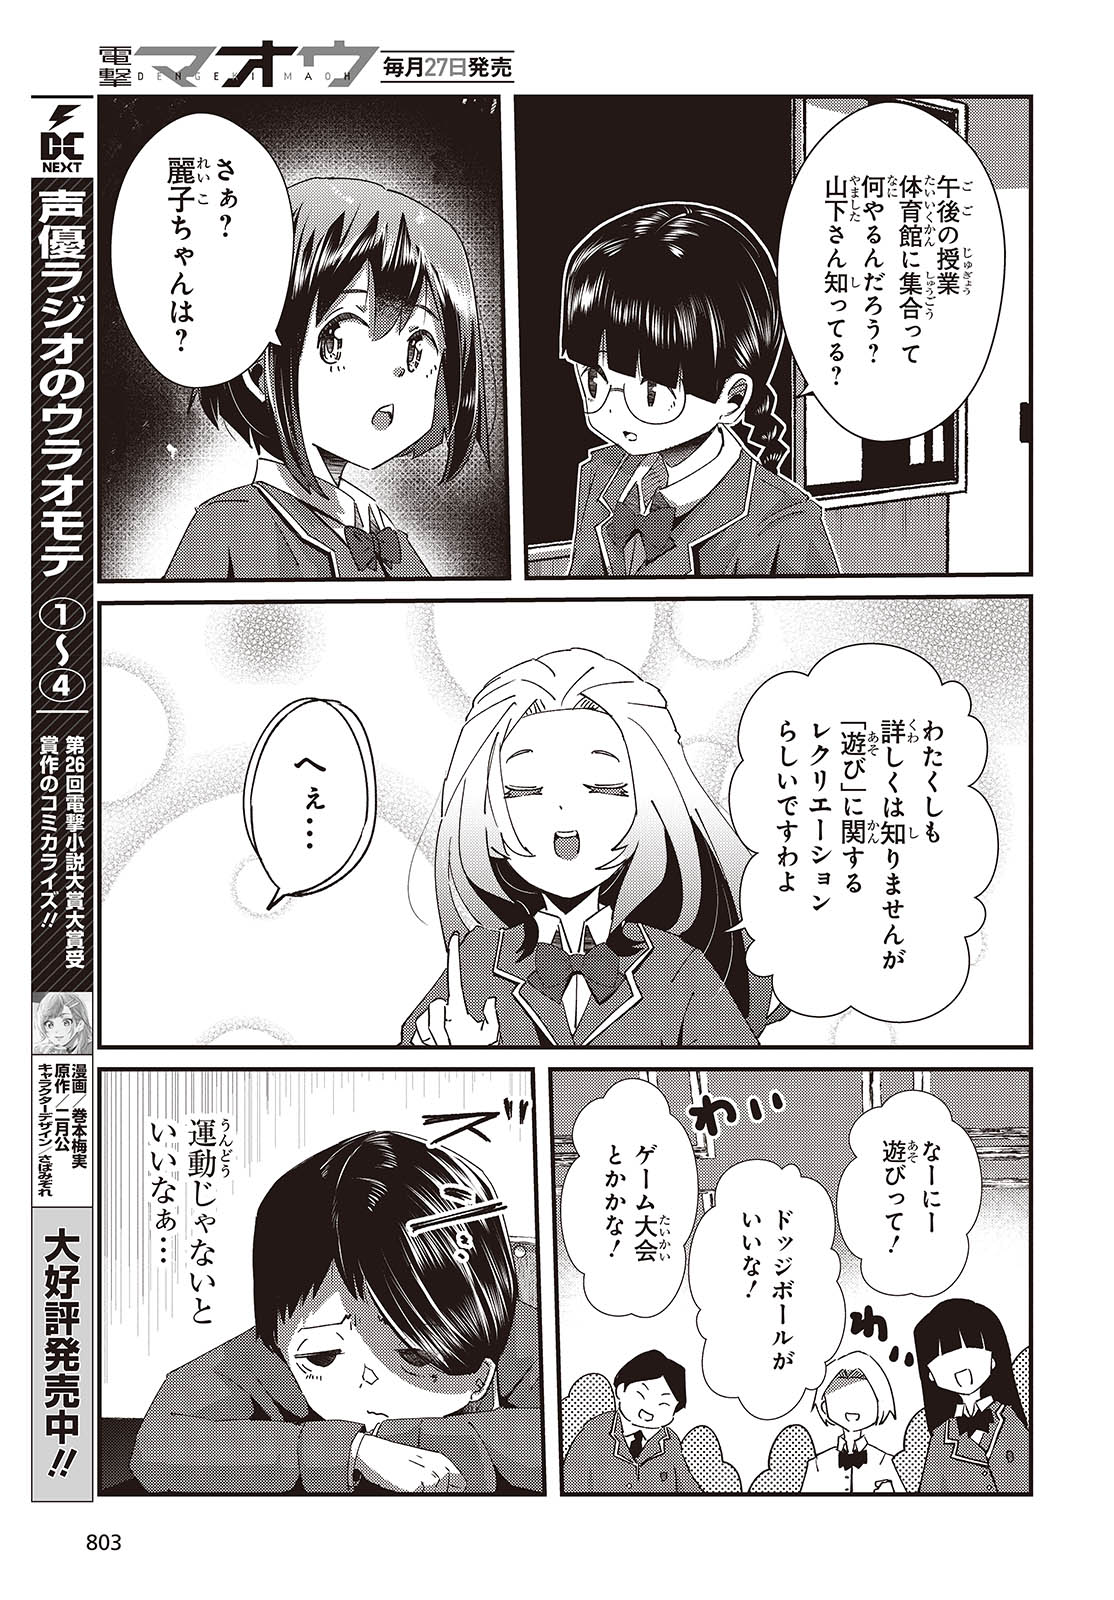 電撃マオウ
DENGEKI MAOH
毎月27日発売
午後の授業
体育館に集合って
何やるんだろう?
山下さん知ってる?
さぁ?
麗子ちゃんは?
わたくしも
詳しくは知りませんが
「遊び」に関する
レクリエーション
らしいですわよ
へぇ…
わい
なーにー
遊びって!
ドッジボールが
いいな!
ゲーム大会
とかかな!
わい
ズーン
運動じゃないと
いいなぁ…
DC
NEXT
声優ラジオのウラオモテ ①〜④
第26回電撃小説大賞大賞受
賞作のコミカライズ!!
漫画/巻本梅実
原作/二月公
キャラクターデザイン/さばみぞれ
大好評発売中!!
803